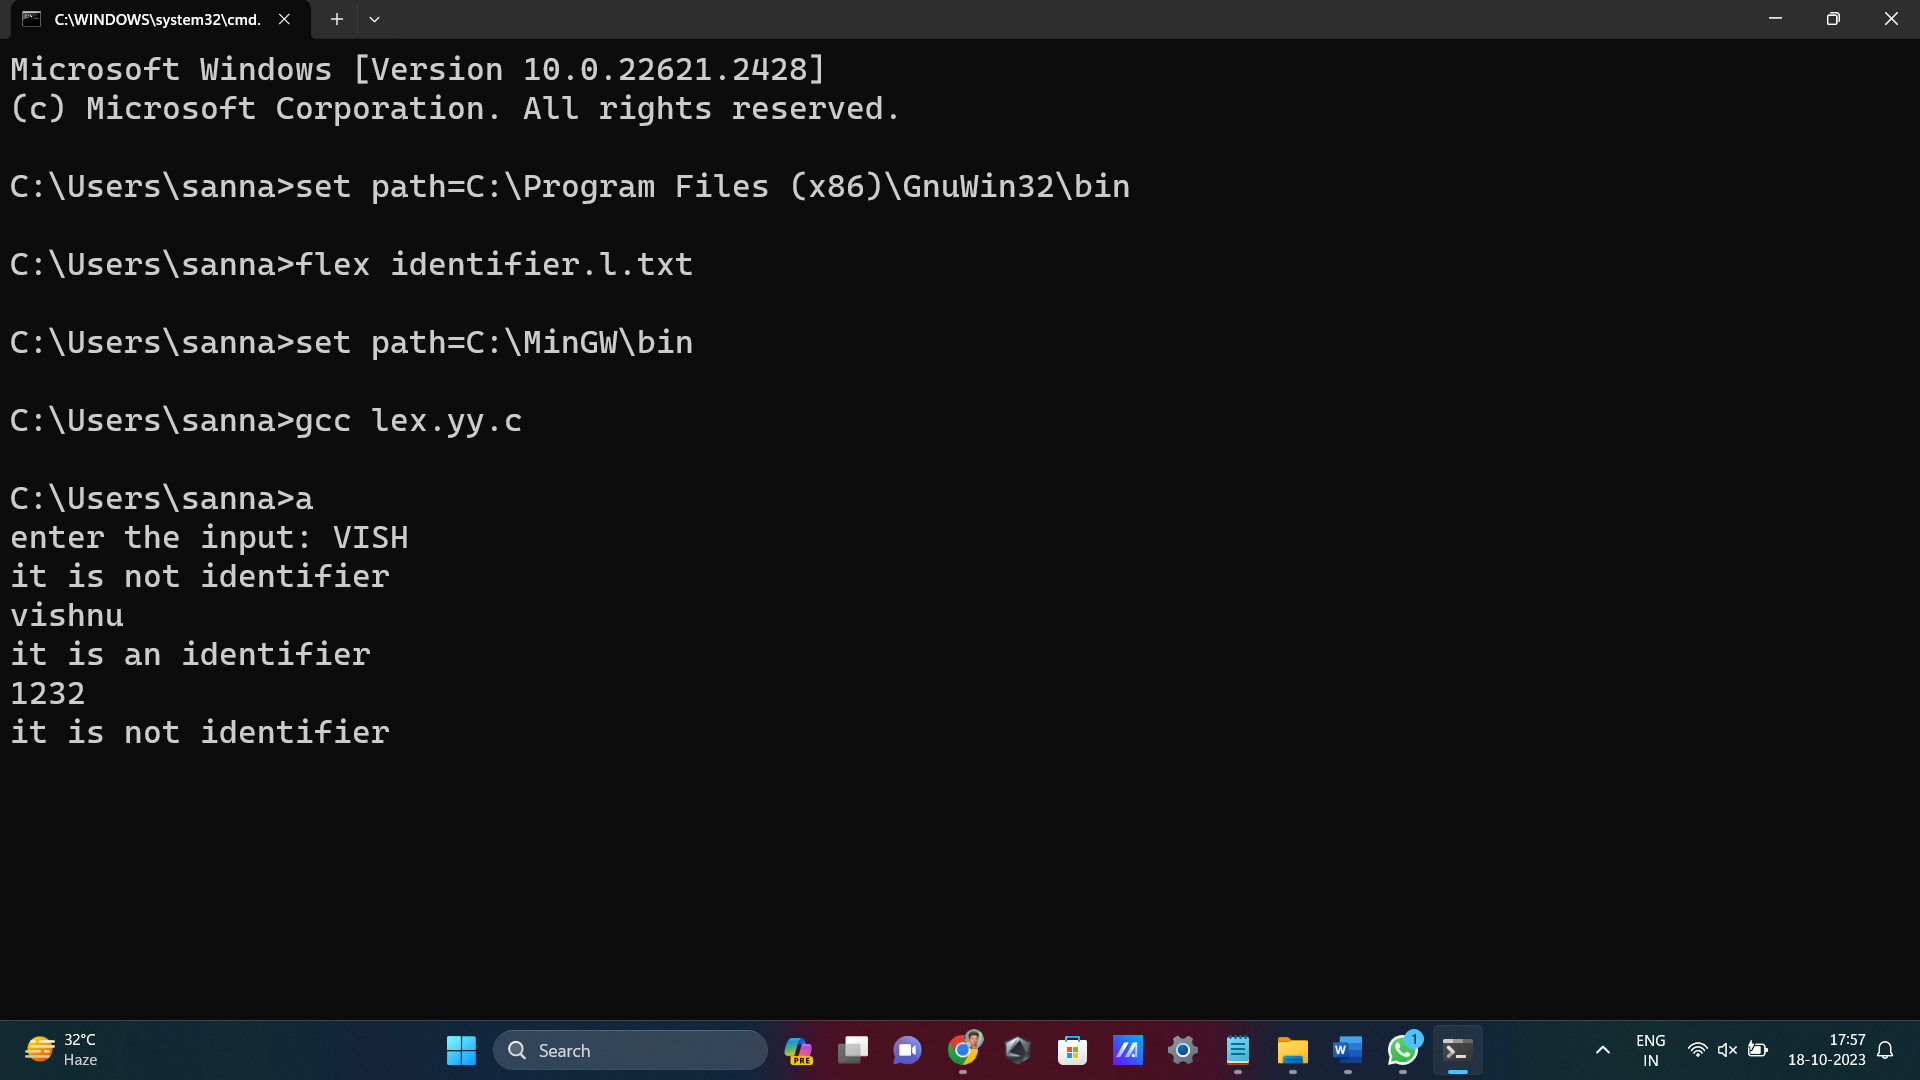 C:\WINDOWS\system32\cmd.
Microsoft Windows [Version 10.0.22621.2428]
(c) Microsoft Corporation. All rights reserved.
C:\Users\sanna>set path=C:\Program Files (x86)\GnuWin32\bin
C:\Users\sanna>flex identifier.l.txt
C:\Users\sanna>set path=C:\MinGW\bin
C:\Users\sanna>gcc lex.yy.c
C:\Users\sanna>a
enter the input: VISH
it is not identifier
vishnu
it is an identifier
1232
it is not identifier
32°C
Haze
Search
PRE
W
1
ENG
IN
17:57
18-10-2023